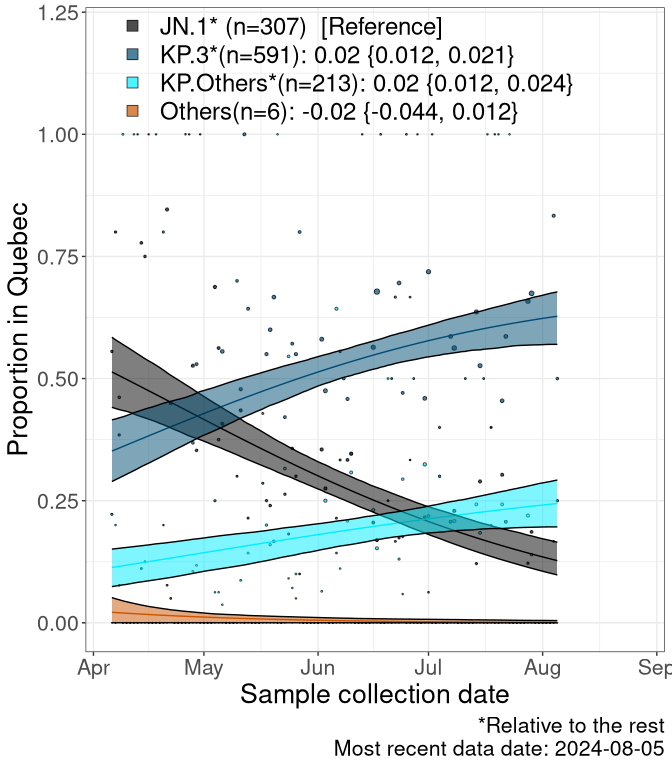 JN.1* (n=307)  [Reference]
KP.3*(n=591): 0.02 {0.012, 0.021}
KP.Others*(n=213): 0.02 {0.012, 0.024}
Others(n=6): -0.02 {-0.044, 0.012}
1.25
1.00
0.75
0.50
0.25
0.00
Proportion in Quebec
Apr May Jun Jul Aug Sep
Sample collection date
*Relative to the rest
Most recent data date: 2024-08-05